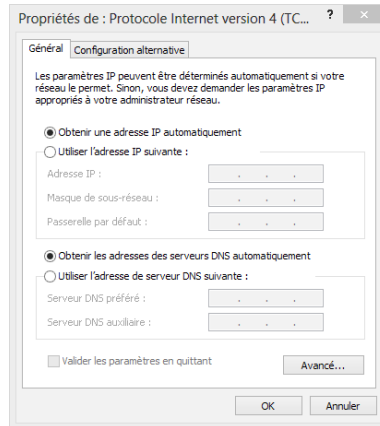 Propriétés de : Protocole Internet version 4 (TC... ? ×
Général Configuration alternative
Les paramètres IP peuvent être déterminés automatiquement si votre
réseau le permet. Sinon, vous devez demander les paramètres IP
appropriés à votre administrateur réseau.
Obtenir une adresse IP automatiquement
Utiliser l'adresse IP suivante :
Adresse IP : . . .
Masque de sous-réseau : . . .
Passerelle par défaut : . . .
Obtenir les adresses des serveurs DNS automatiquement
Utiliser l'adresse de serveur DNS suivante :
Serveur DNS préféré : . . .
Serveur DNS auxiliaire : . . .
Valider les paramètres en quittant
Avancé...
OK Annuler